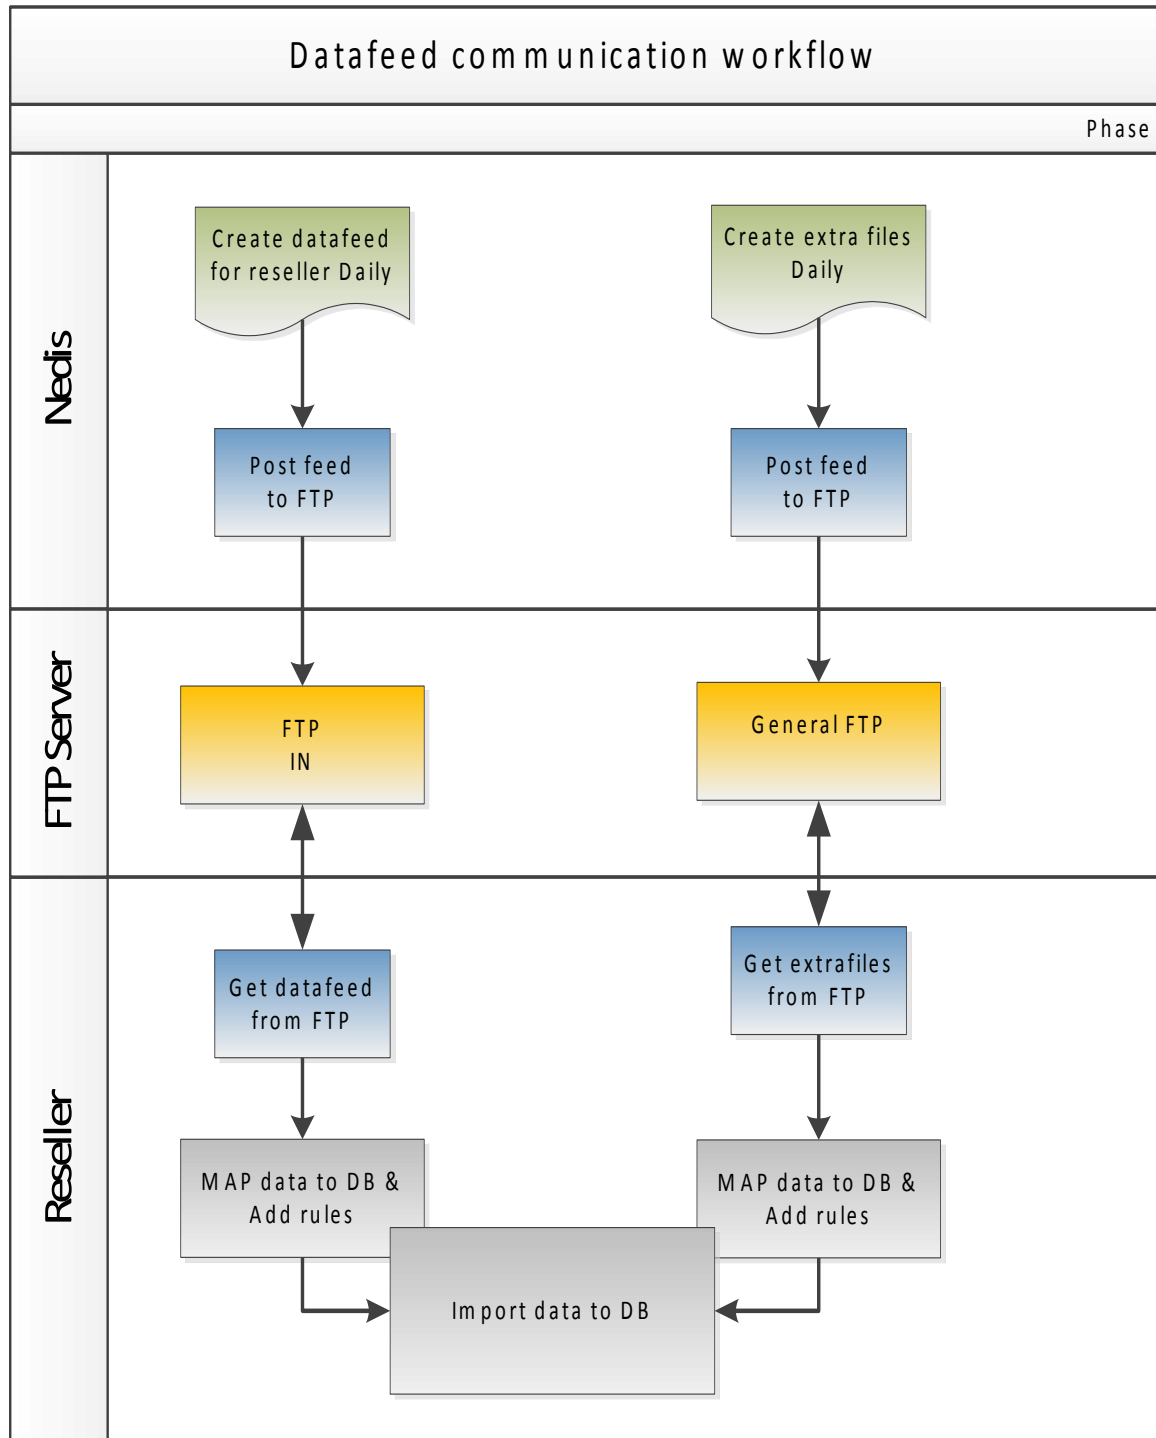 Datafeed communication workflow
Phase
Nedis
Create datafeed
for reseller Daily
Create extra files
Daily
Post feed
to FTP
Post feed
to FTP
FTP Server
FTP
IN
General FTP
Reseller
Get datafeed
from FTP
Get extrafiles
from FTP
MAP data to DB &
Add rules
MAP data to DB &
Add rules
Import data to DB